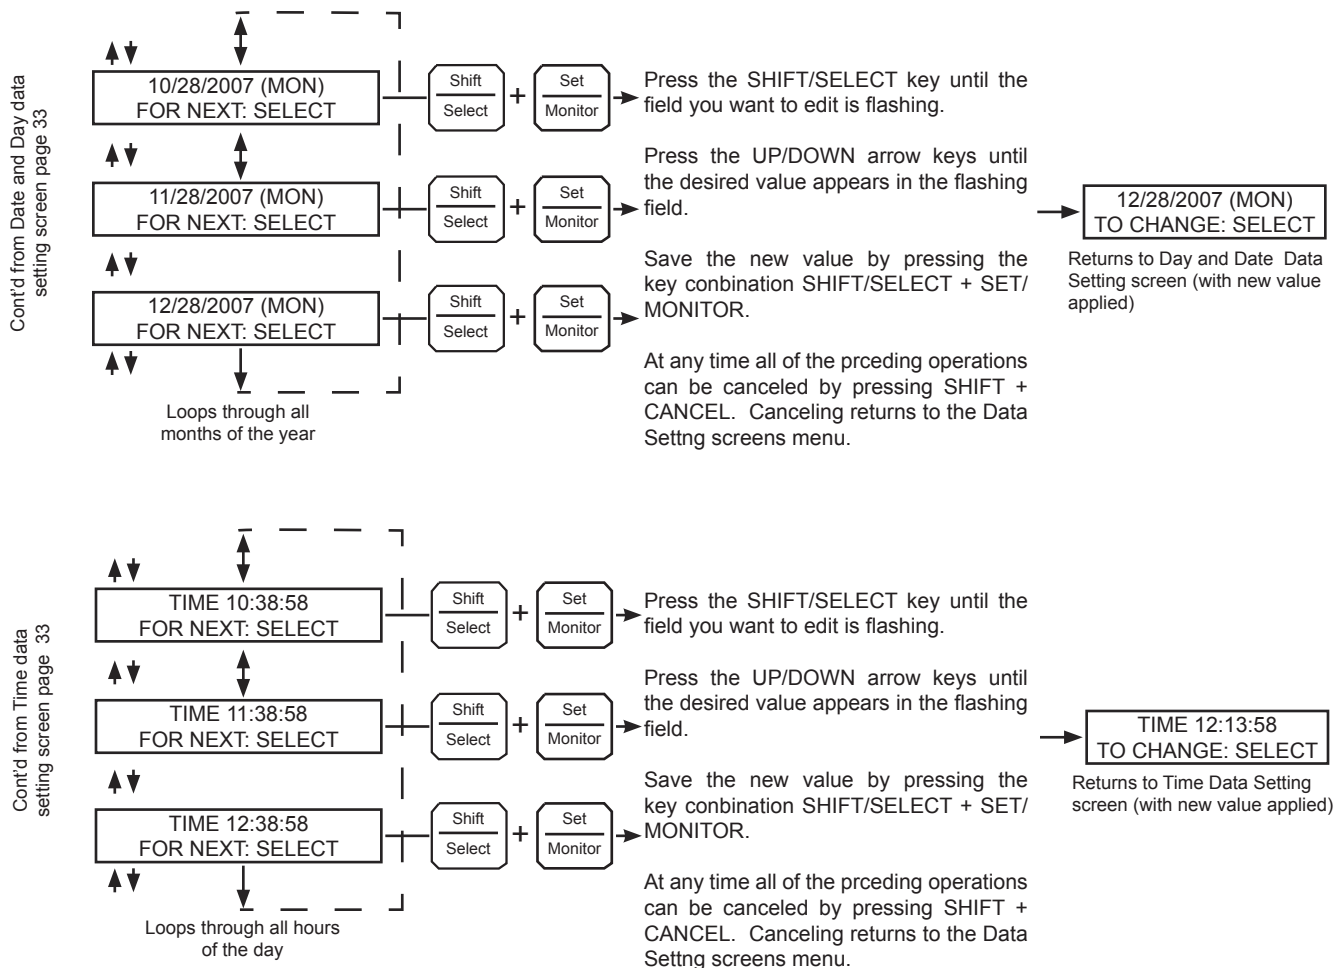 Cont'd from Date and Day data
setting screen page 33
10/28/2007 (MON)
FOR NEXT: SELECT
Shift
Select
+
Set
Monitor
11/28/2007 (MON)
FOR NEXT: SELECT
Shift
Select
+
Set
Monitor
12/28/2007 (MON)
FOR NEXT: SELECT
Shift
Select
+
Set
Monitor
Loops through all
months of the year
Press the SHIFT/SELECT key until the
field you want to edit is flashing.
Press the UP/DOWN arrow keys until
the desired value appears in the flashing
field.
Save the new value by pressing the
key conbination SHIFT/SELECT + SET/
MONITOR.
At any time all of the prceding operations
can be canceled by pressing SHIFT +
CANCEL. Canceling returns to the Data
Settng screens menu.
12/28/2007 (MON)
TO CHANGE: SELECT
Returns to Day and Date Data
Setting screen (with new value
applied)
Cont'd from Time data
setting screen page 33
TIME 10:38:58
FOR NEXT: SELECT
Shift
Select
+
Set
Monitor
TIME 11:38:58
FOR NEXT: SELECT
Shift
Select
+
Set
Monitor
TIME 12:38:58
FOR NEXT: SELECT
Shift
Select
+
Set
Monitor
Loops through all hours
of the day
Press the SHIFT/SELECT key until the
field you want to edit is flashing.
Press the UP/DOWN arrow keys until
the desired value appears in the flashing
field.
Save the new value by pressing the
key conbination SHIFT/SELECT + SET/
MONITOR.
At any time all of the prceding operations
can be canceled by pressing SHIFT +
CANCEL. Canceling returns to the Data
Settng screens menu.
TIME 12:13:58
TO CHANGE: SELECT
Returns to Time Data Setting
screen (with new value applied)